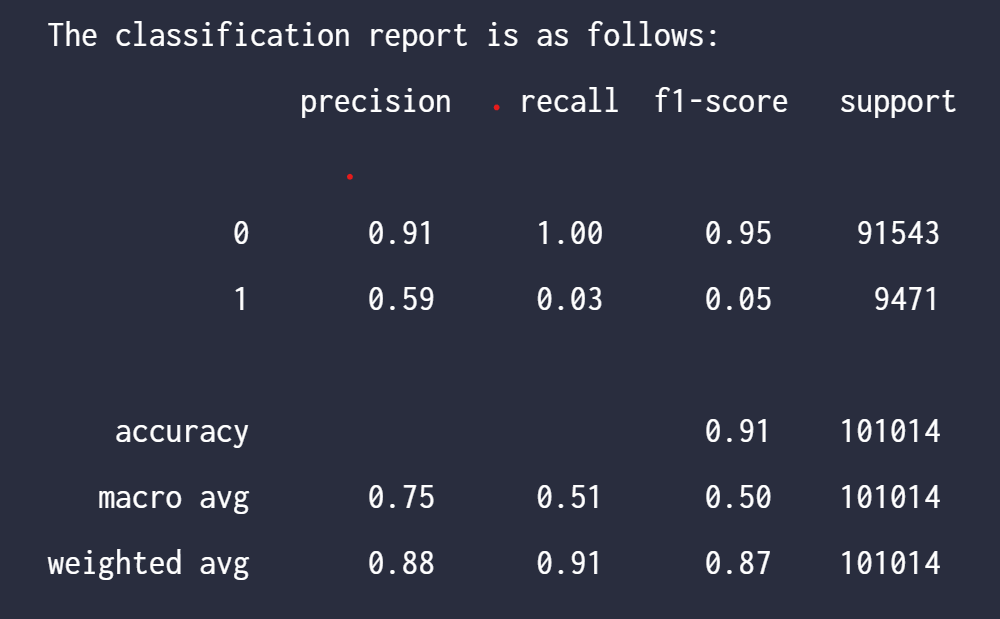 The classification report is as follows:
precision recall f1-score support
0 0.91 1.00 0.95 91543
1 0.59 0.03 0.05 9471
accuracy 0.91 101014
macro avg 0.75 0.51 0.50 101014
weighted avg 0.88 0.91 0.87 101014